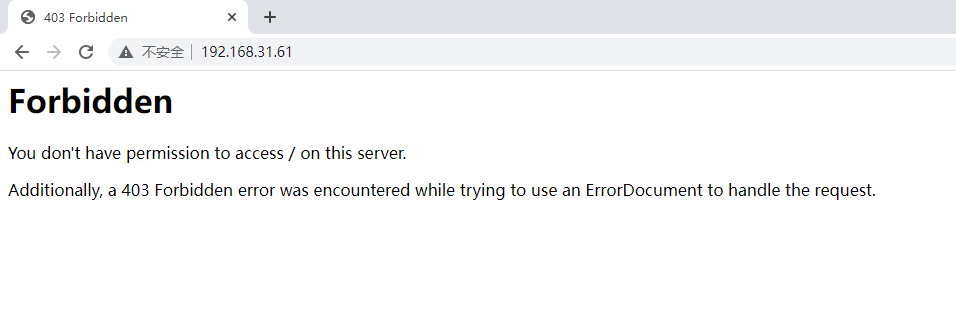 403 Forbidden
不安全 192.168.31.61
Forbidden
You don't have permission to access / on this server.
Additionally, a 403 Forbidden error was encountered while trying to use an ErrorDocument to handle the request.